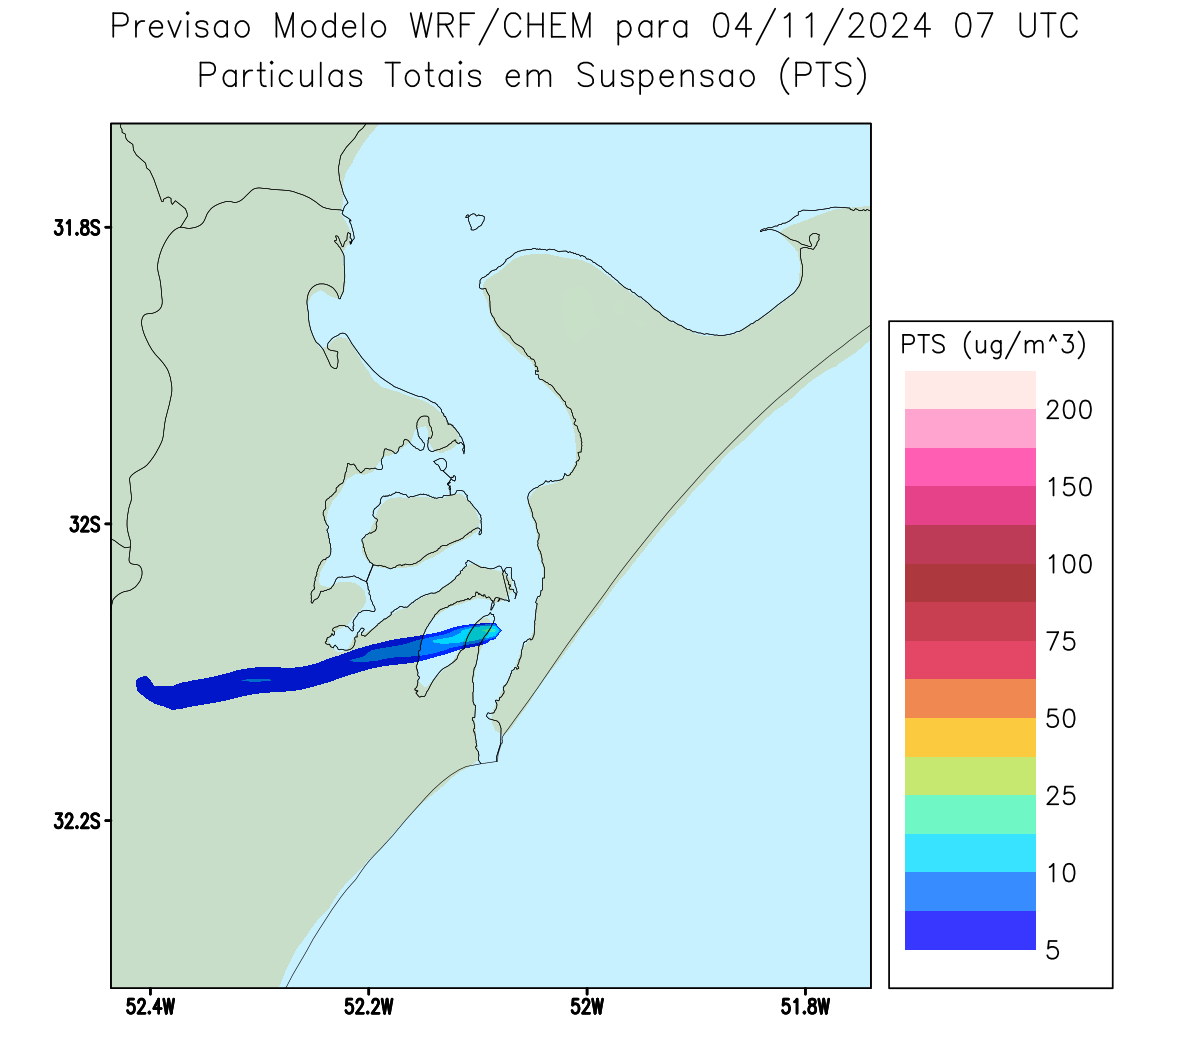 Previsao Modelo WRF/CHEM para 04/11/2024 07 UTC
Particulas Totais em Suspensao (PTS)
31.8S
32S
32.2S
52.4W
52.2W
52W
51.8W
PTS (ug/m^3)
200
150
100
75
50
25
10
5